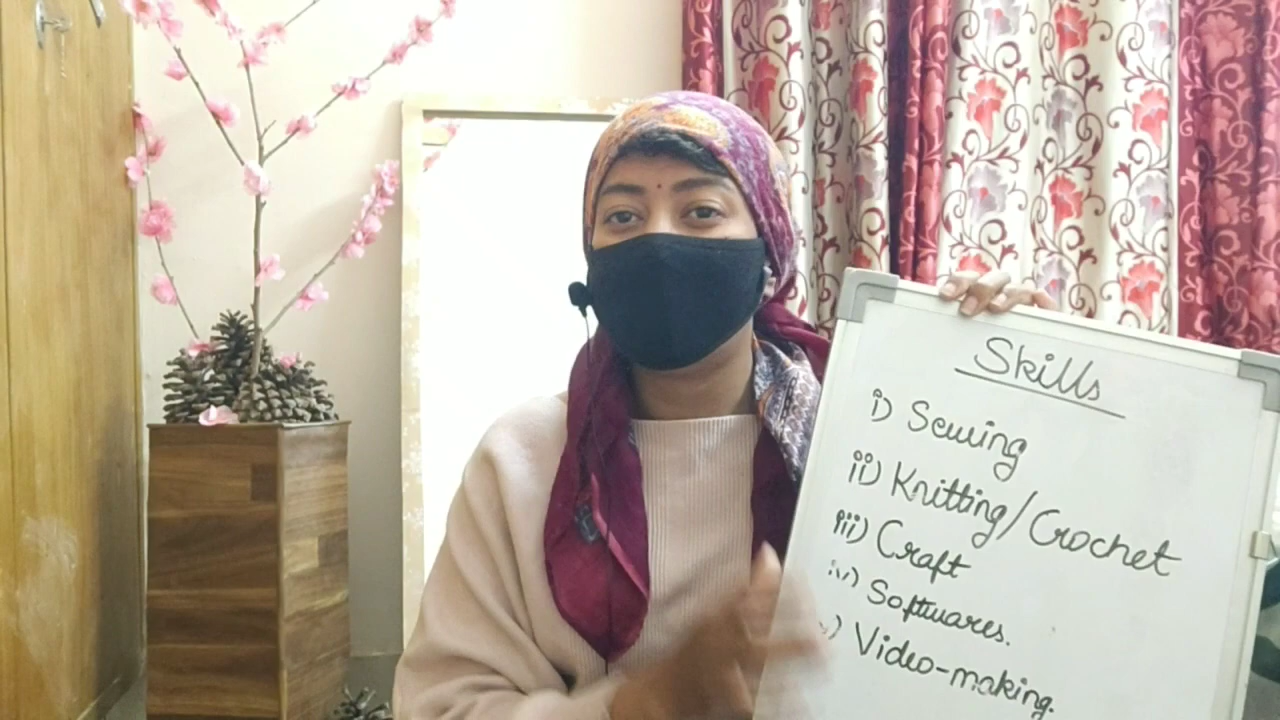 Skills
i) Sewing
ii) Knitting/Crochet
iii) Craft
iv) Softwares.
v) Video-making.